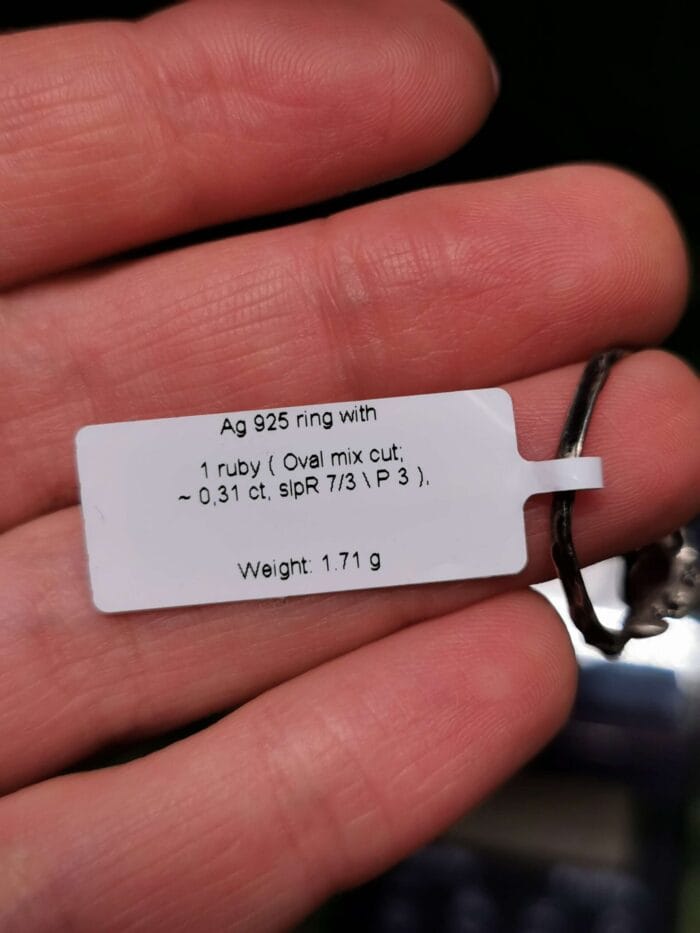 Ag 925 ring with
1 ruby ( Oval mix cut;
~ 0,31 ct, slpR 7/3 \ P 3 ),
Weight: 1.71 g